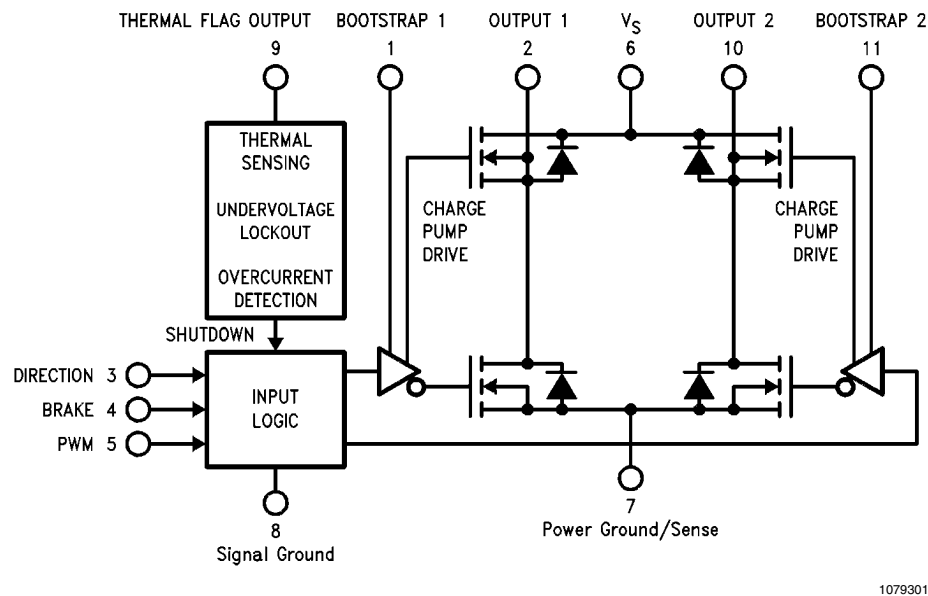 THERMAL FLAG OUTPUT
9
BOOTSTRAP 1
1
OUTPUT 1
2
VS
6
OUTPUT 2
10
BOOTSTRAP 2
11
THERMAL
SENSING
UNDERVOLTAGE
LOCKOUT
OVERCURRENT
DETECTION
CHARGE
PUMP
DRIVE
CHARGE
PUMP
DRIVE
SHUTDOWN
DIRECTION 3
BRAKE 4
PWM 5
INPUT
LOGIC
8
Signal Ground
7
Power Ground/Sense
1079301